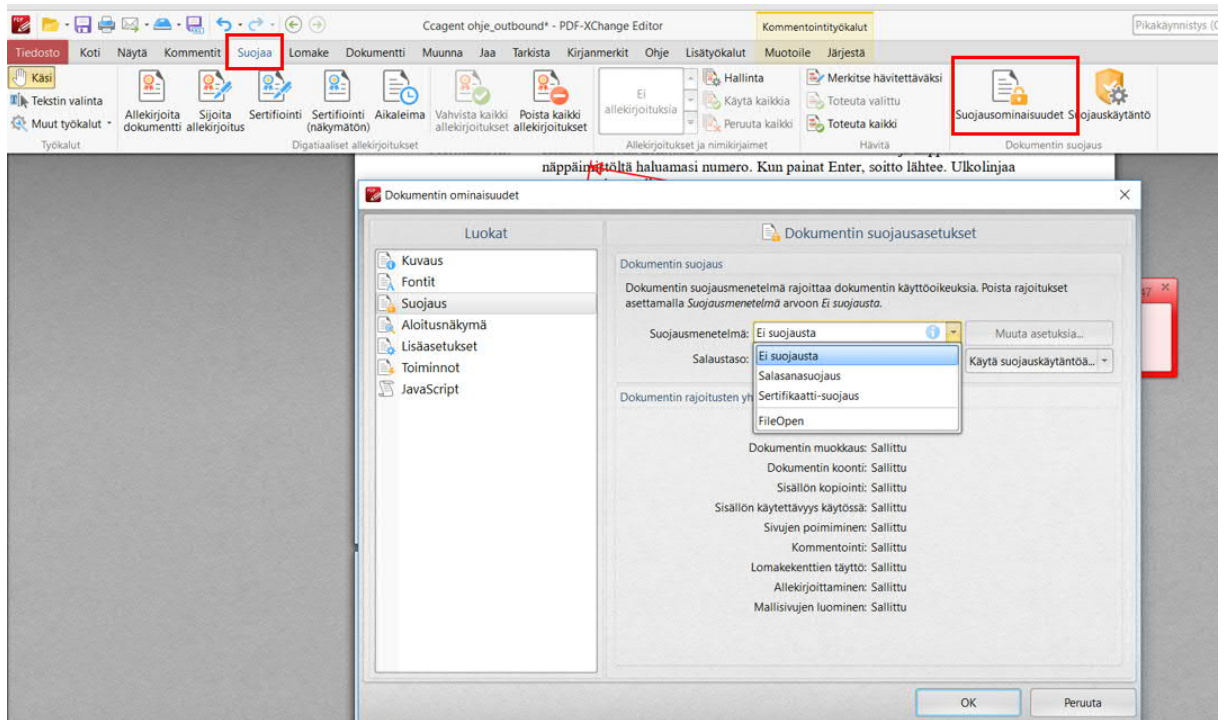 Ccagent ohje_outbound* - PDF-XChange Editor
Kommentointityökalut
Pikakäynnistys (C
Tiedosto Koti Näytä Kommentit Suojaa Lomake Dokumentti Muunna Jaa Tarkista Kirjanmerkit Ohje Lisätyökalut Muotoile Järjestä
Käsi
Tekstin valinta
Muut työkalut
Työkalut
Allekirjoita dokumentti
Sijoita allekirjoitus
Sertifiointi
Sertifiointi (näkymätön)
Aikaleima
Vahvista kaikki allekirjoitukset
Poista kaikki allekirjoitukset
Digitaaliset allekirjoitukset
Ei allekirjoituksia
Hallinta
Käytä kaikkia
Peruuta kaikki
Allekirjoitukset ja nimikirjaimet
Merkitse hävitettäväksi
Toteuta valittu
Toteuta kaikki
Hävitä
Suojausominaisuudet
Suojauskäytäntö
Dokumentin suojaus
näppäimistöltä haluamasi numero. Kun painat Enter, soitto lähtee. Ulkolinjaa
Dokumentin ominaisuudet
Luokat
Kuvaus
Fontit
Suojaus
Aloitusnäkymä
Lisäasetukset
Toiminnot
JavaScript
Dokumentin suojausasetukset
Dokumentin suojaus
Dokumentin suojausmenetelmä rajoittaa dokumentin käyttöoikeuksia. Poista rajoitukset
asettamalla Suojausmenetelmä arvoon Ei suojausta.
Suojausmenetelmä: Ei suojausta Muuta asetuksia...
Salaustaso: Käytä suojauskäytäntöä...
Ei suojausta
Salasanasuojaus
Sertifikaatti-suojaus
FileOpen
Dokumentin rajoitusten yh
Dokumentin muokkaus: Sallittu
Dokumentin koonti: Sallittu
Sisällön kopiointi: Sallittu
Sisällön käytettävyys käytössä: Sallittu
Sivujen poimiminen: Sallittu
Kommentointi: Sallittu
Lomakekenttien täyttö: Sallittu
Allekirjoittaminen: Sallittu
Mallisivujen luominen: Sallittu
47
OK Peruuta